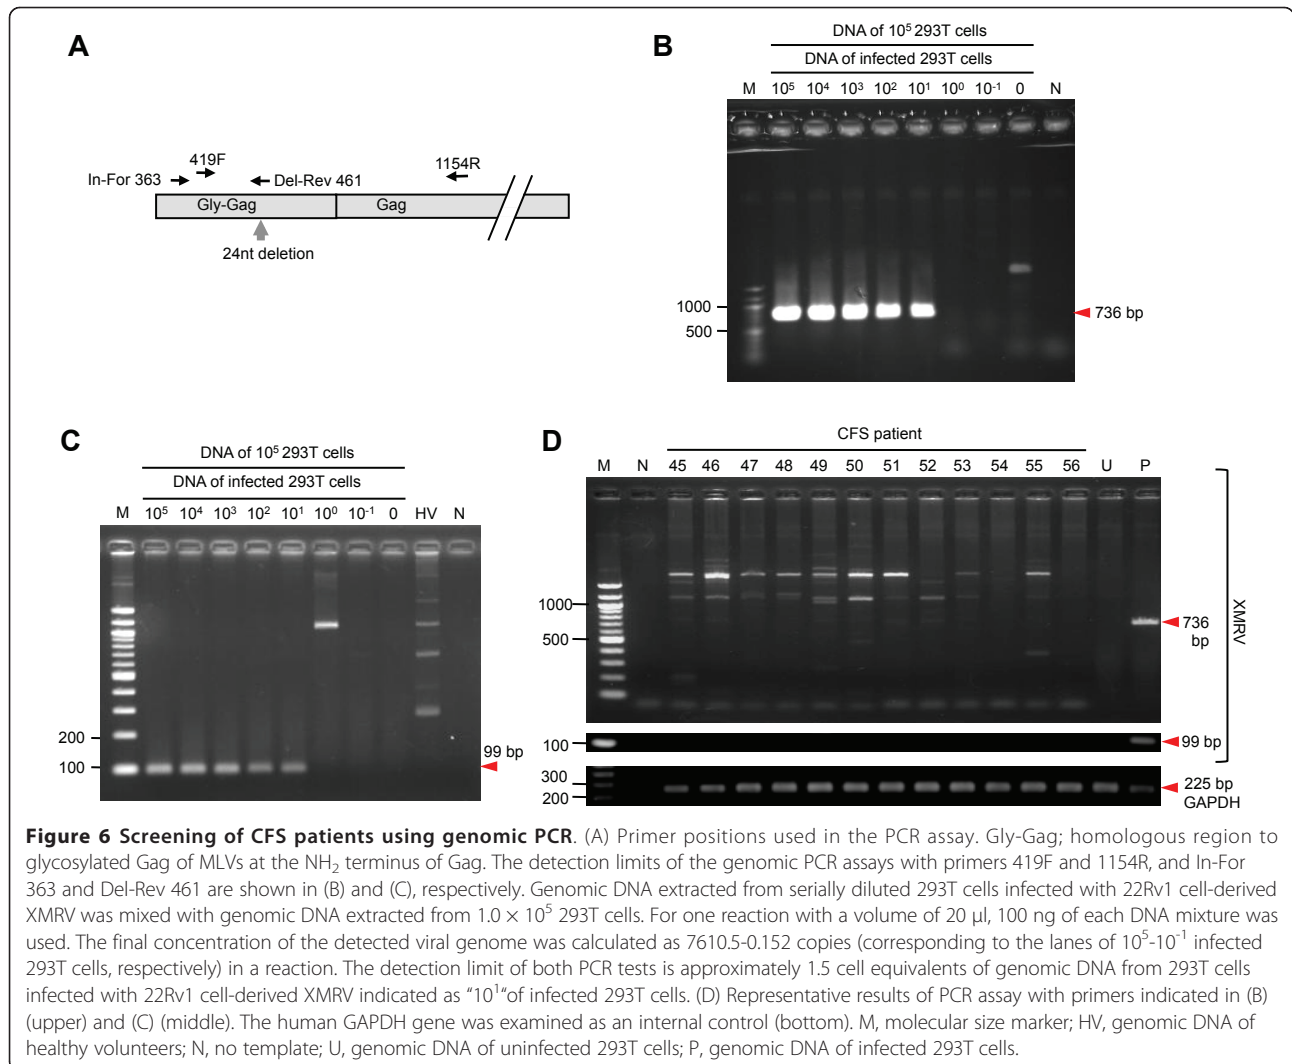 A
In-For 363
419F
Del-Rev 461
1154R
Gly-Gag
Gag
24nt deletion
B
DNA of 10⁵ 293T cells
DNA of infected 293T cells
M 10⁵ 10⁴ 10³ 10² 10¹ 10⁰ 10⁻¹ 0 N
1000
500
736 bp
C
DNA of 10⁵ 293T cells
DNA of infected 293T cells
M 10⁵ 10⁴ 10³ 10² 10¹ 10⁰ 10⁻¹ 0 HV N
200
100
99 bp
D
CFS patient
M N 45 46 47 48 49 50 51 52 53 54 55 56 U P
1000
500
736
bp
100
99 bp
300
200
225 bp
GAPDH
XMRV
Figure 6 Screening of CFS patients using genomic PCR. (A) Primer positions used in the PCR assay. Gly-Gag; homologous region to
glycosylated Gag of MLVs at the NH₂ terminus of Gag. The detection limits of the genomic PCR assays with primers 419F and 1154R, and In-For
363 and Del-Rev 461 are shown in (B) and (C), respectively. Genomic DNA extracted from serially diluted 293T cells infected with 22Rv1 cell-derived
XMRV was mixed with genomic DNA extracted from 1.0 × 10⁵ 293T cells. For one reaction with a volume of 20 μl, 100 ng of each DNA mixture was
used. The final concentration of the detected viral genome was calculated as 7610.5-0.152 copies (corresponding to the lanes of 10⁵-10⁻¹ infected
293T cells, respectively) in a reaction. The detection limit of both PCR tests is approximately 1.5 cell equivalents of genomic DNA from 293T cells
infected with 22Rv1 cell-derived XMRV indicated as "10¹"of infected 293T cells. (D) Representative results of PCR assay with primers indicated in (B)
(upper) and (C) (middle). The human GAPDH gene was examined as an internal control (bottom). M, molecular size marker; HV, genomic DNA of
healthy volunteers; N, no template; U, genomic DNA of uninfected 293T cells; P, genomic DNA of infected 293T cells.